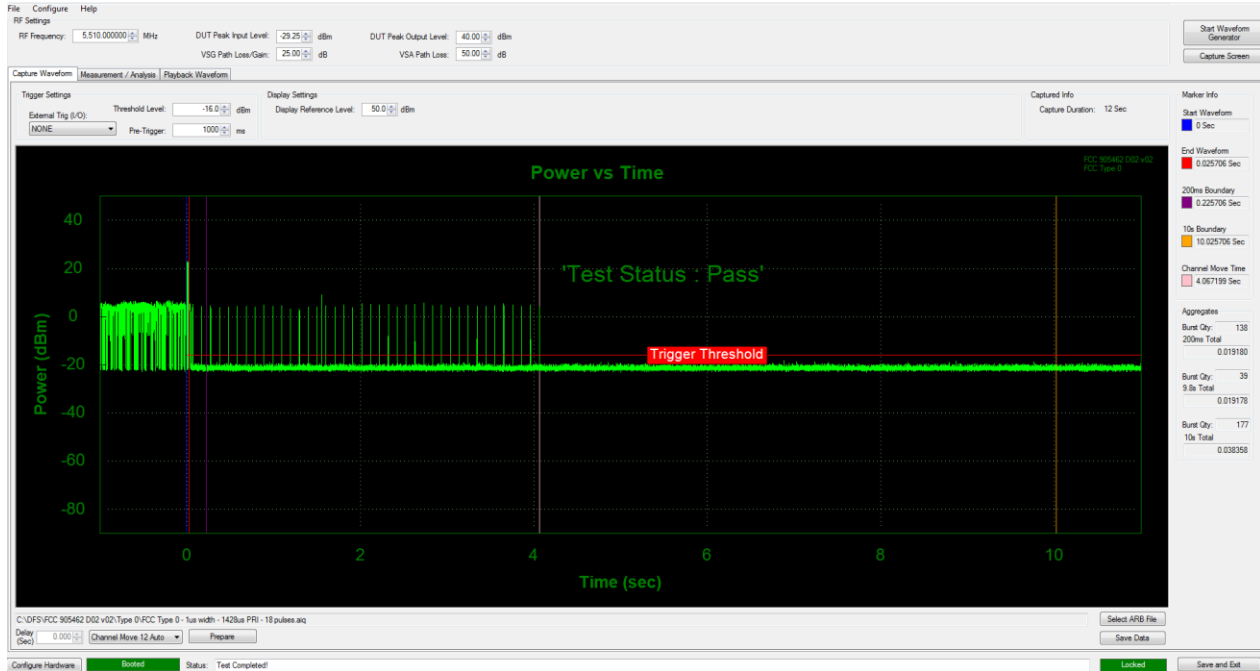 File Configure Help
RF Settings
RF Frequency: 5,510.000000 MHz DUT Peak Input Level: -29.25 dBm DUT Peak Output Level: 40.00 dBm
VSG Path Loss/Gain: 25.00 dB VSA Path Loss: 50.00 dB
Start Waveform
Generator
Capture Screen
Capture Waveform Measurement / Analysis Playback Waveform
Trigger Settings
Threshold Level: -16.0 dBm
External Trig (I/O):
NONE
Pre-Trigger: 1000 ms
Display Settings
Display Reference Level: 50.0 dBm
Captured Info
Capture Duration: 12 Sec
Marker Info
Start Waveform
0 Sec
End Waveform
0.025706 Sec
200ms Boundary
0.225706 Sec
10s Boundary
10.025706 Sec
Channel Move Time
4.067199 Sec
Aggregates
Burst Qty: 138
200ms Total
0.019180
Burst Qty: 39
9.8s Total
0.019178
Burst Qty: 177
10s Total
0.038358
Power vs Time
FCC 905462 D02 v02
FCC Type 0
'Test Status : Pass'
Trigger Threshold
Power (dBm)
40
20
0
-20
-40
-60
-80
0 2 4 6 8 10
Time (sec)
C:\DFS\FCC 905462 D02 v02\Type 0\FCC Type 0 - 1us width - 1428us PRI - 18 pulses.aiq
Select ARB File
Delay
(Sec) 0.000 Channel Move 12 Auto Prepare
Save Data
Configure Hardware Booted Status: Test Completed! Locked Save and Exit